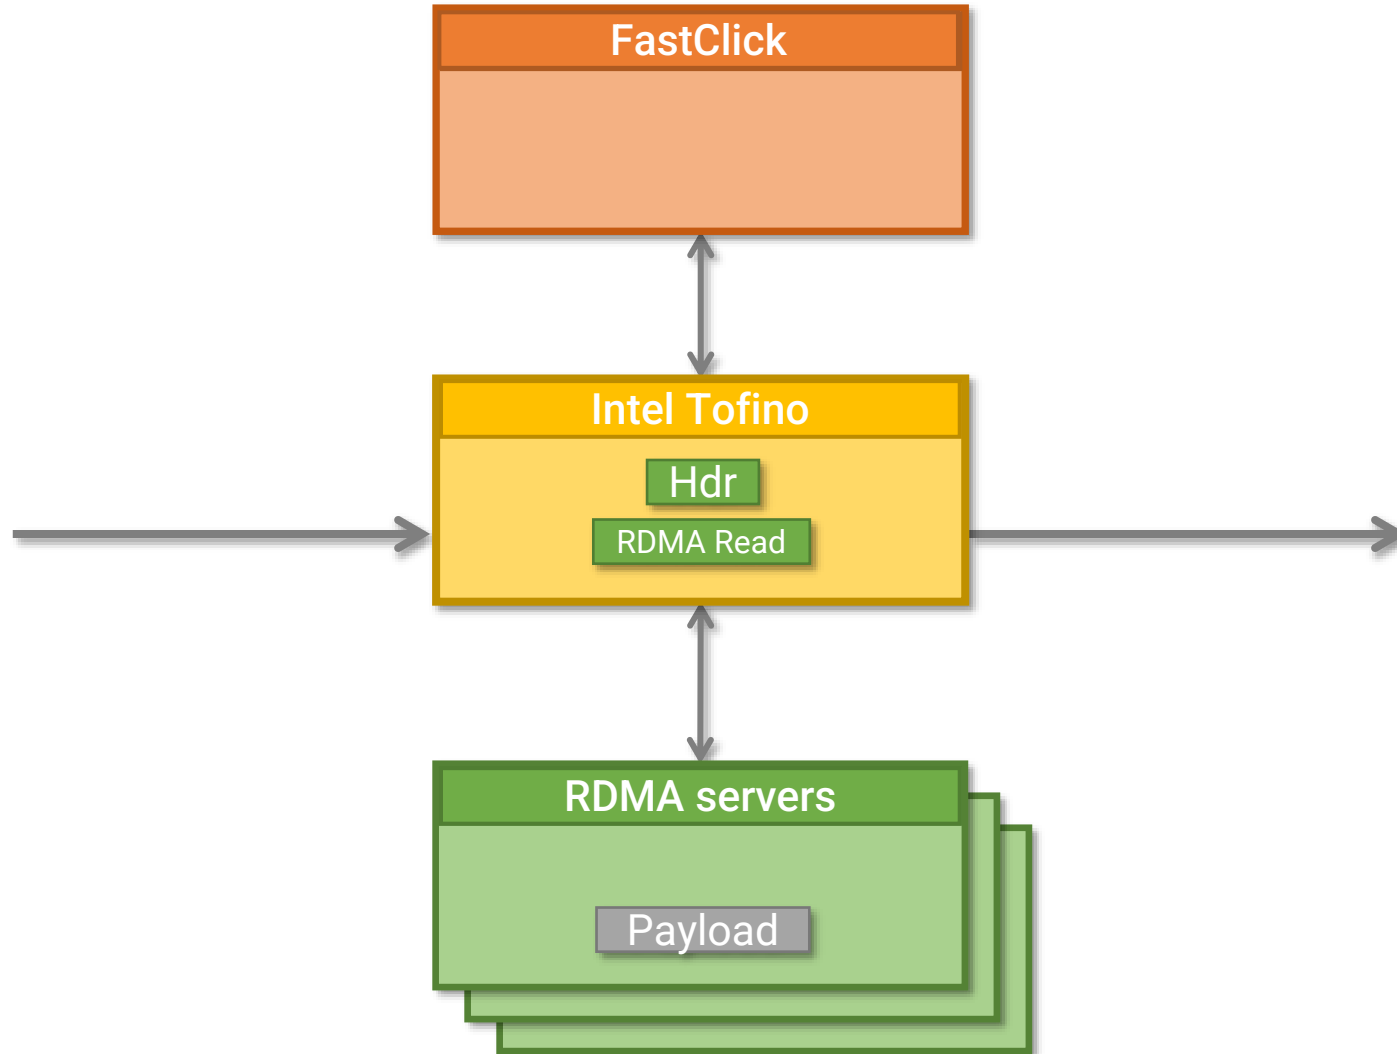 FastClick
Intel Tofino
Hdr
RDMA Read
RDMA servers
Payload